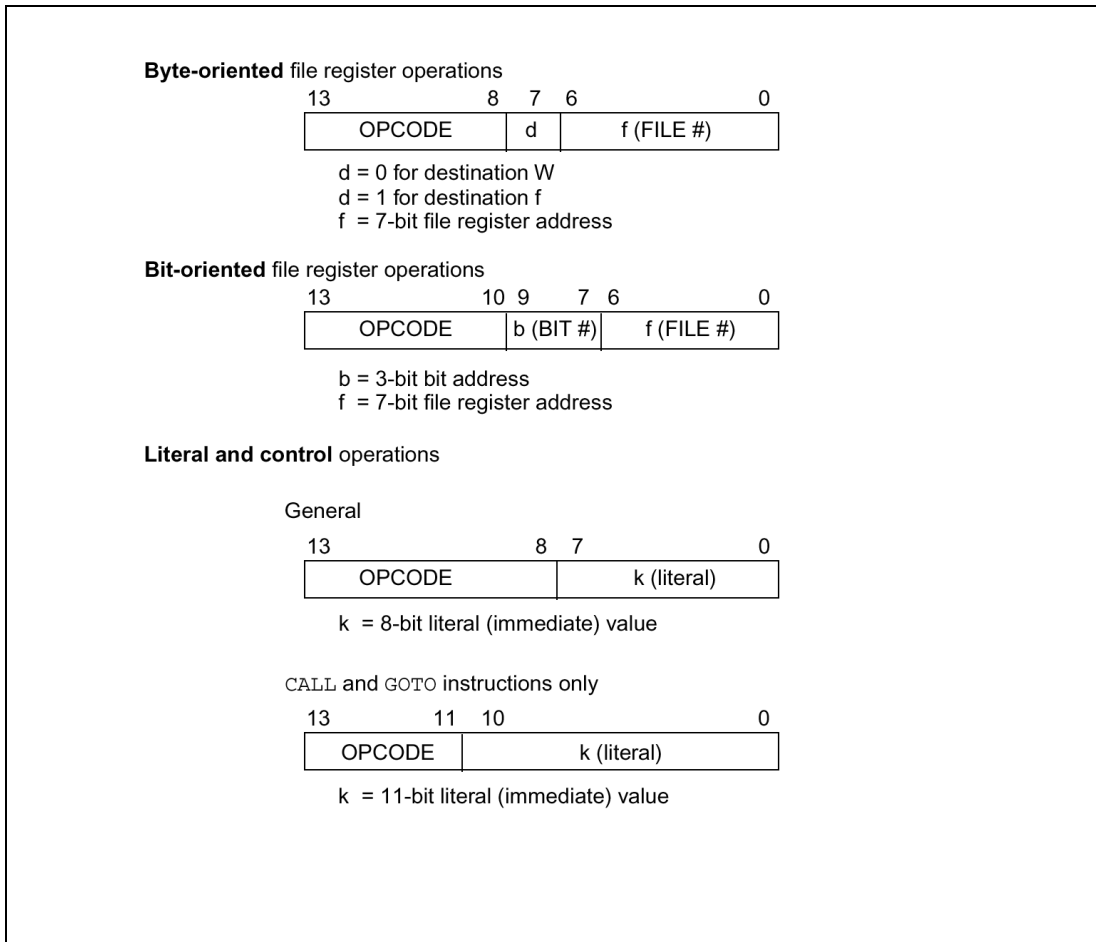 Byte-oriented file register operations
13 8 7 6 0
OPCODE d f (FILE #)
d = 0 for destination W
d = 1 for destination f
f = 7-bit file register address
Bit-oriented file register operations
13 10 9 7 6 0
OPCODE b (BIT #) f (FILE #)
b = 3-bit bit address
f = 7-bit file register address
Literal and control operations
General
13 8 7 0
OPCODE k (literal)
k = 8-bit literal (immediate) value
CALL and GOTO instructions only
13 11 10 0
OPCODE k (literal)
k = 11-bit literal (immediate) value